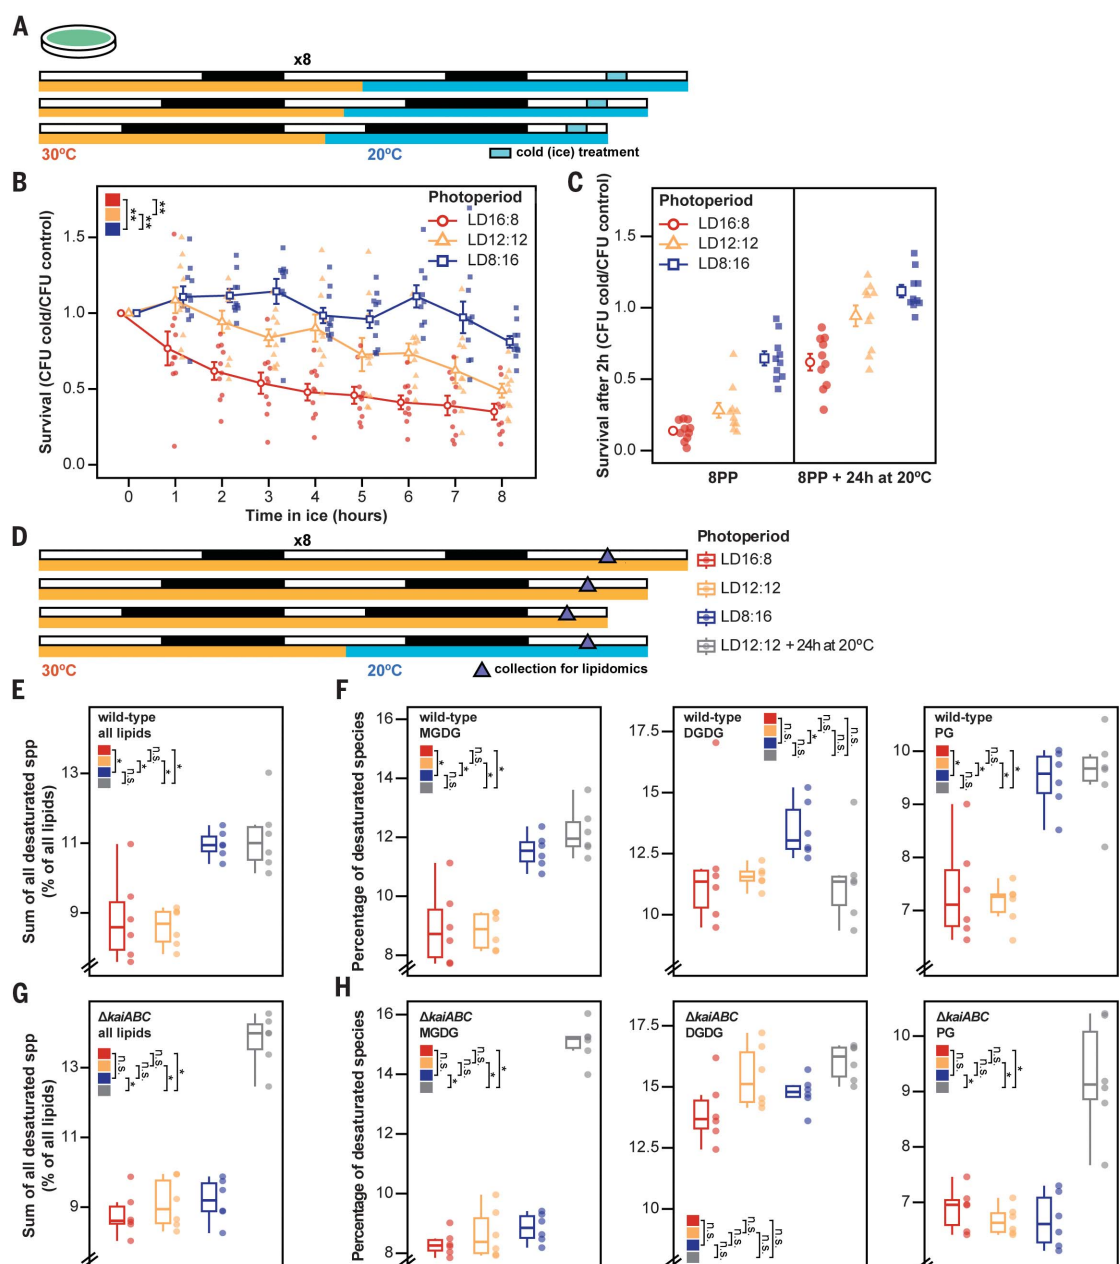 A
x8
30ºC
20ºC
cold (ice) treatment
B
Survival (CFU cold/CFU control)
1.5
1.0
0.5
0.0
**
**
**
Photoperiod
LD16:8
LD12:12
LD8:16
0 1 2 3 4 5 6 7 8
Time in ice (hours)
C
Survival after 2h (CFU cold/CFU control)
1.5
1.0
0.5
0.0
Photoperiod
LD16:8
LD12:12
LD8:16
8PP
8PP + 24h at 20ºC
D
x8
30ºC
20ºC
collection for lipidomics
Photoperiod
LD16:8
LD12:12
LD8:16
LD12:12 + 24h at 20ºC
E
Sum of all desaturated spp
(% of all lipids)
13
11
9
wild-type
all lipids
* n.s. * n.s. * *
F
Percentage of desaturated species
16
14
12
10
8
wild-type
MGDG
* n.s. * n.s. * *
17.5
15
12.5
10
wild-type
DGDG
n.s. n.s. * n.s. n.s. n.s
10
9
8
7
wild-type
PG
* n.s. * n.s. * *
G
Sum of all desaturated spp
(% of all lipids)
13
11
9
ΔkaiABC
all lipids
n.s. * n.s. n.s. * *
H
Percentage of desaturated species
16
14
12
10
8
ΔkaiABC
MGDG
n.s. * n.s. n.s. * *
17.5
15
12.5
10
ΔkaiABC
DGDG
n.s. n.s. n.s. n.s. n.s. n.s.
10
9
8
7
ΔkaiABC
PG
n.s. * n.s. n.s. * *